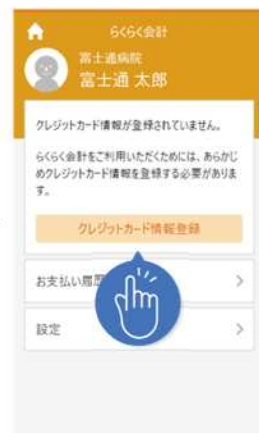 らくらく会計
富士通病院
富士通 太郎
クレジットカード情報が登録されていません。
らくらく会計をご利用いただくためには、あらかじ
めクレジットカード情報を登録する必要がありま
す。
クレジットカード情報登録
お支払い履歴
設定